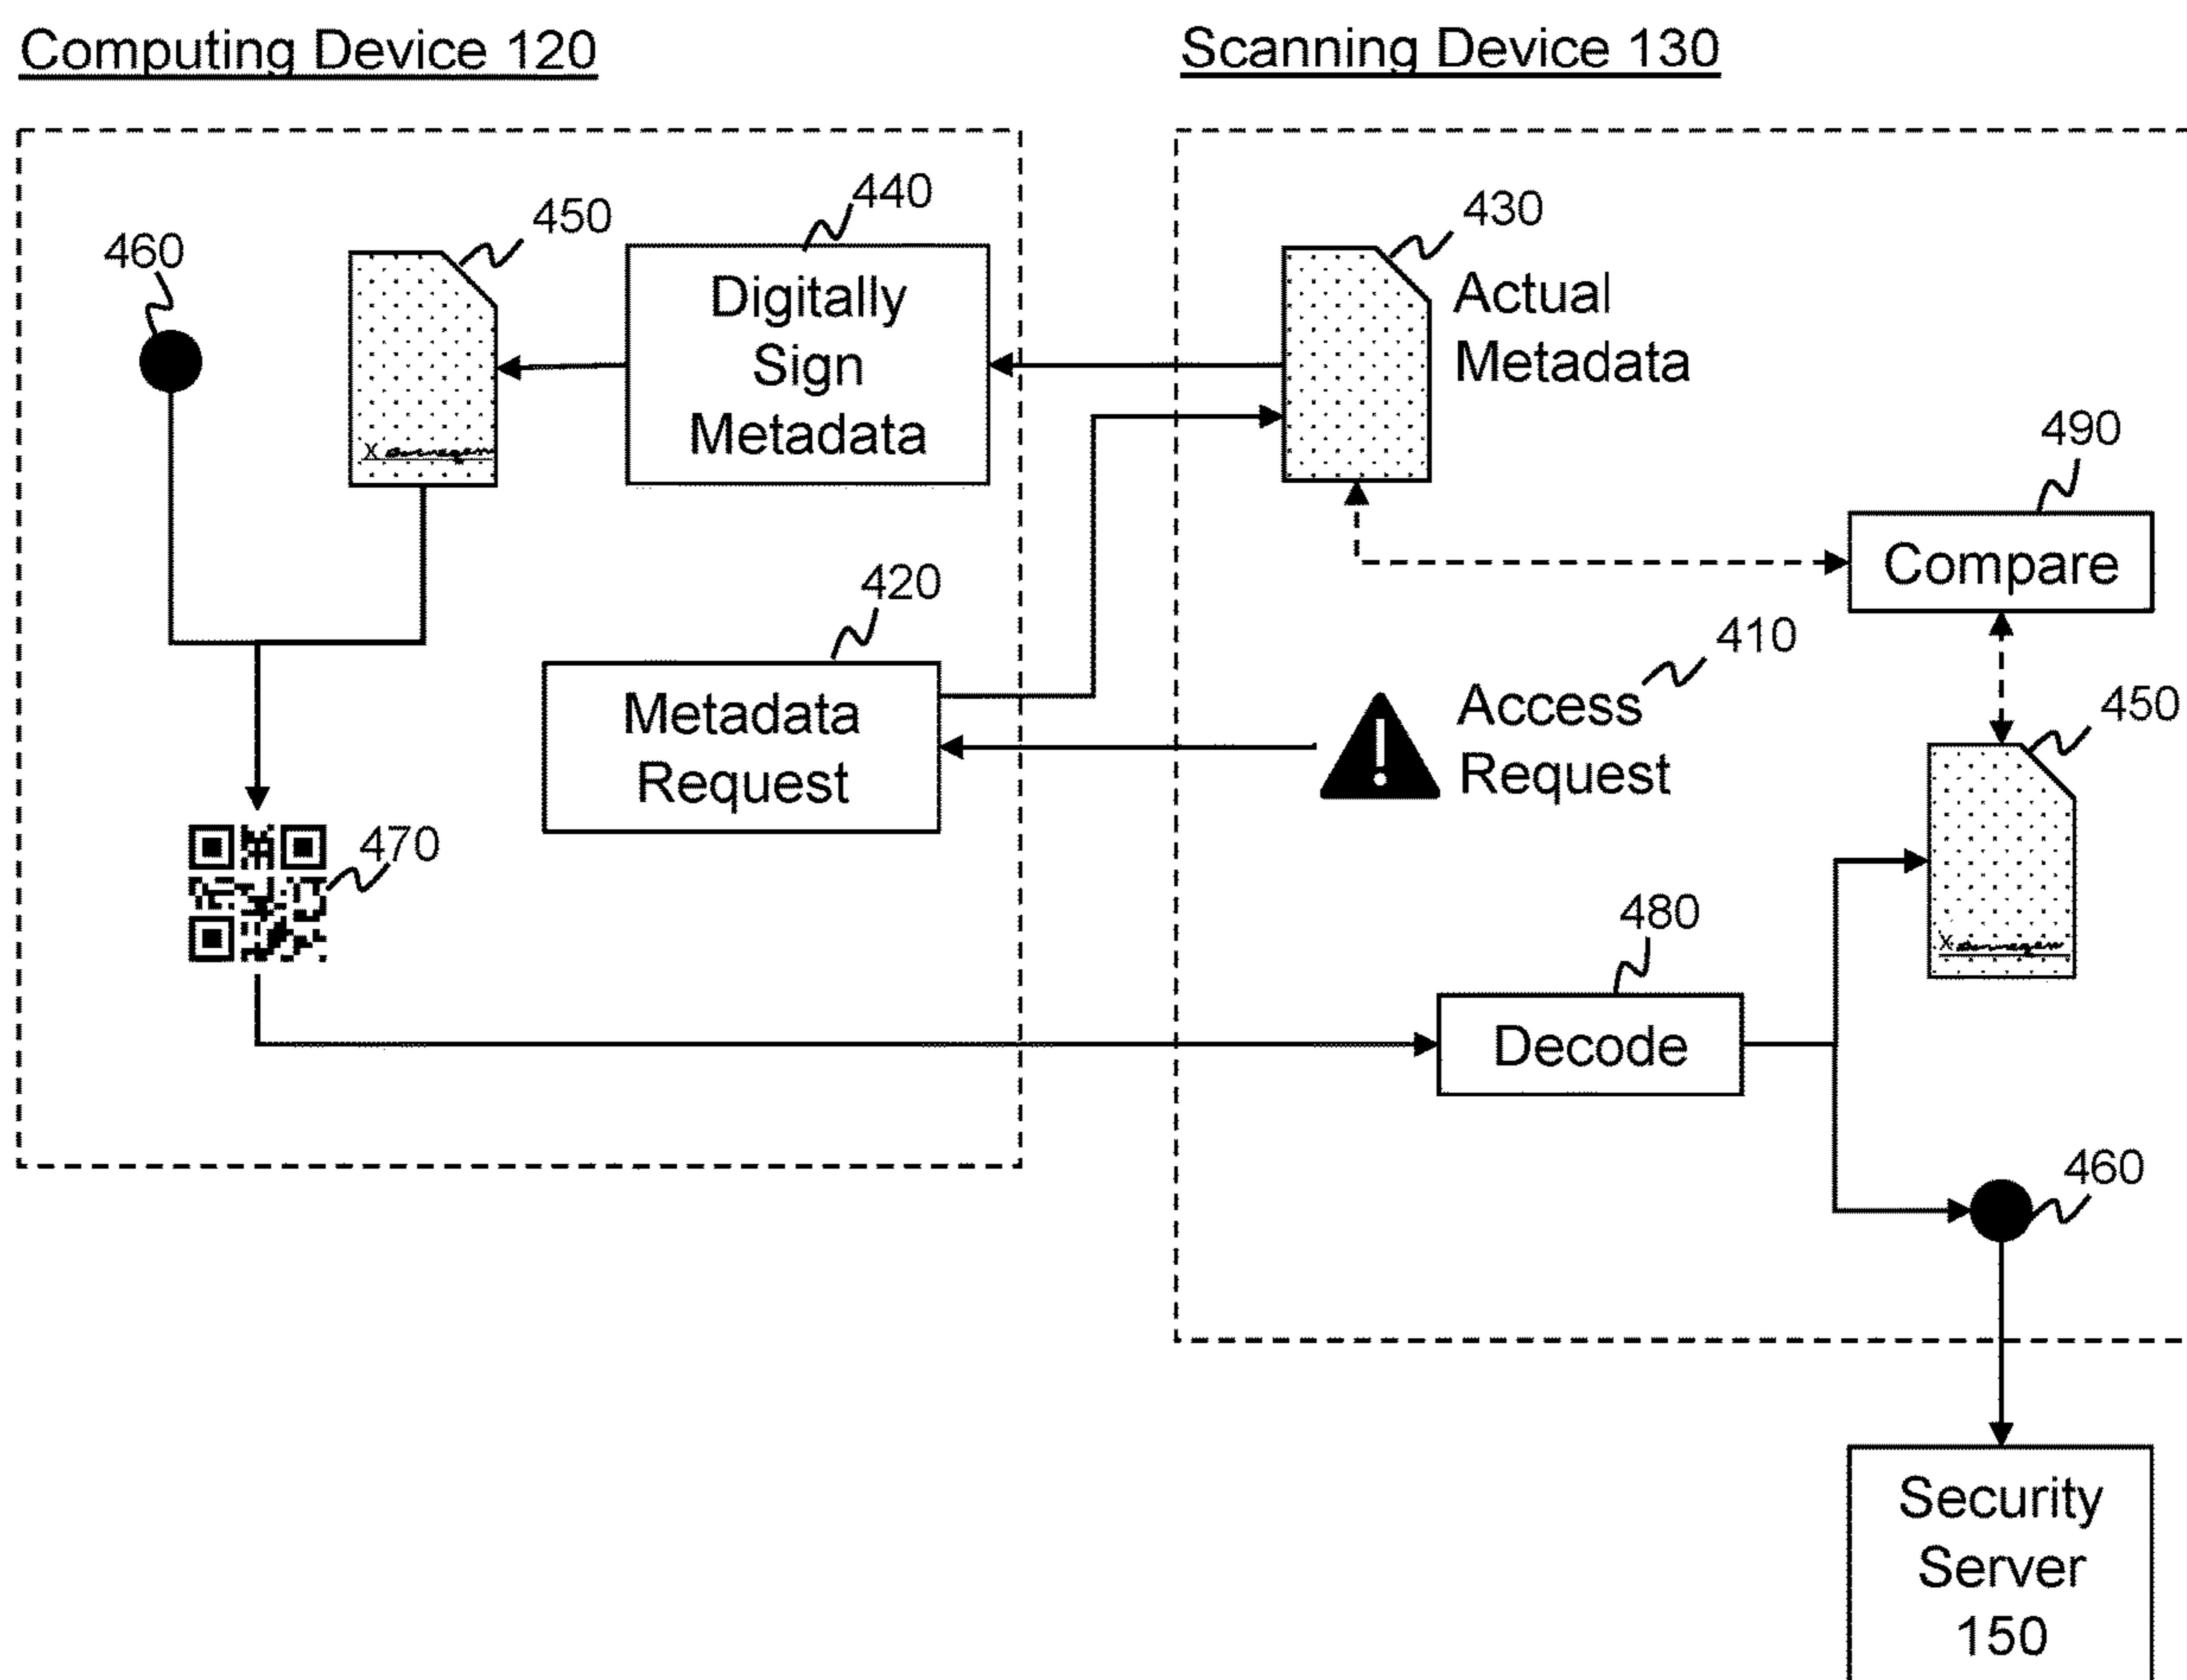 Computing Device 120
Scanning Device 130
460
450
440
Digitally
Sign
Metadata
430
Actual
Metadata
490
Compare
420
Metadata
Request
410
Access
Request
450
X
470
480
Decode
X
460
Security
Server
150